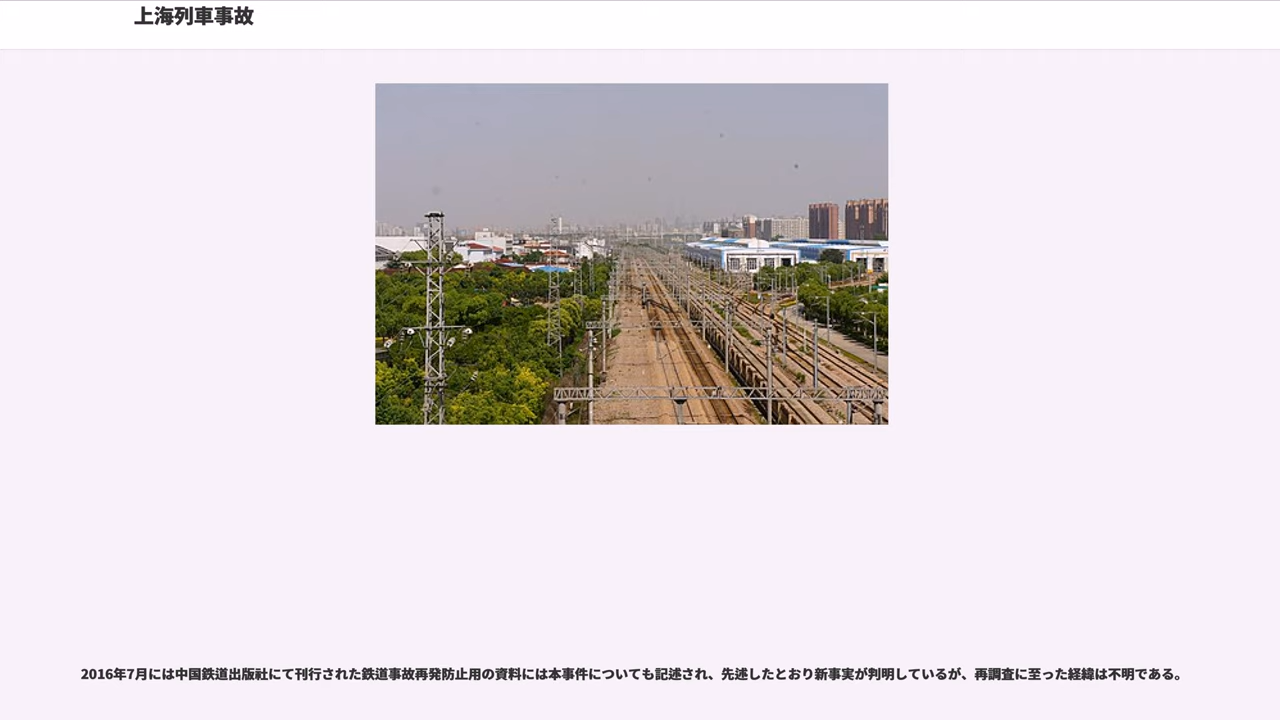 上海列車事故
2016年7月には中国鉄道出版社にて刊行された鉄道事故再発防止用の資料には本事件についても記述され、先述したとおり新事実が判明しているが、再調査に至った経緯は不明である。